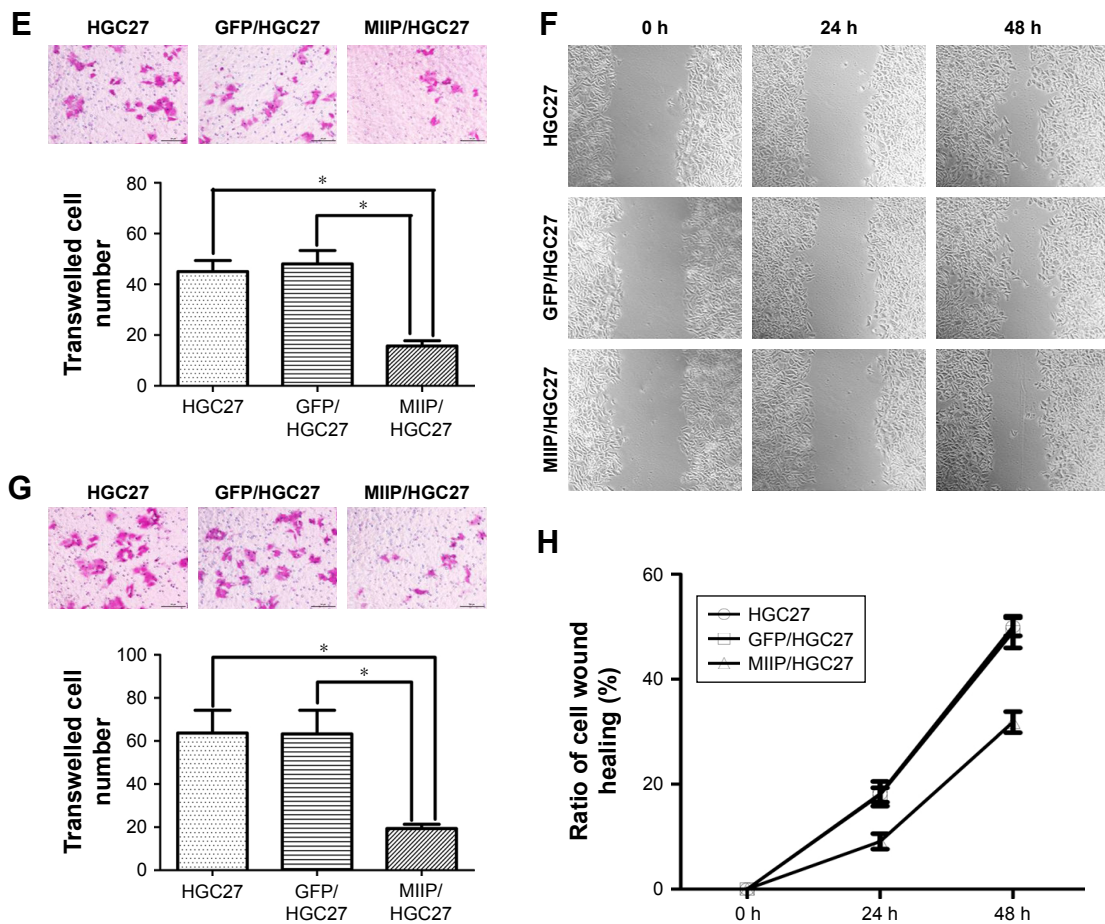 E
HGC27 GFP/HGC27 MIIP/HGC27
80
60
40
20
0
Transwelled cell
number
*
*
HGC27 GFP/ MIIP/
HGC27 HGC27
F
0 h 24 h 48 h
HGC27
GFP/HGC27
MIIP/HGC27
G
HGC27 GFP/HGC27 MIIP/HGC27
100
80
60
40
20
0
Transwelled cell
number
*
*
HGC27 GFP/ MIIP/
HGC27 HGC27
H
60
40
20
0
Ratio of cell wound
healing (%)
HGC27
GFP/HGC27
MIIP/HGC27
0 h 24 h 48 h